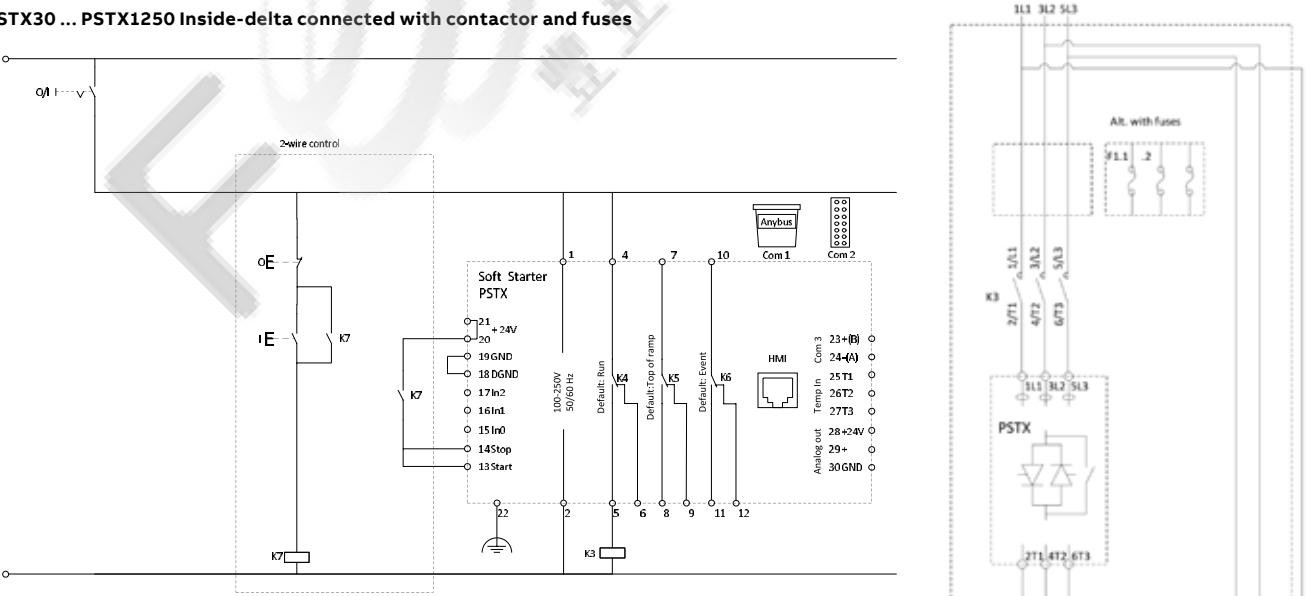 STX30 ... PSTX1250 Inside-delta connected with contactor and fuses
O/I
2-wire control
O
I
K7
K7
K7
Soft Starter
PSTX
1
4
7
10
Anybus
Com 1
Com 2
21
+ 24V
20
19 GND
18 DGND
17 In2
16 In1
15 In0
14 Stop
13 Start
100-250V
50/60 Hz
Default: Run
K4
Default:Top of ramp
K5
Default: Event
K6
HMI
Com 3
23+(B)
24-(A)
Temp In
25 T1
26T2
27T3
Analog out
28+24V
29+
30 GND
22
2
5
6
8
9
11
12
K3
1L1 3L2 5L3
Alt. with fuses
F1.1 .2
1/L1
3/L2
5/L3
K3
2/T1
4/T2
6/T3
1L1 3L2 5L3
PSTX
2T1 4T2 6T3